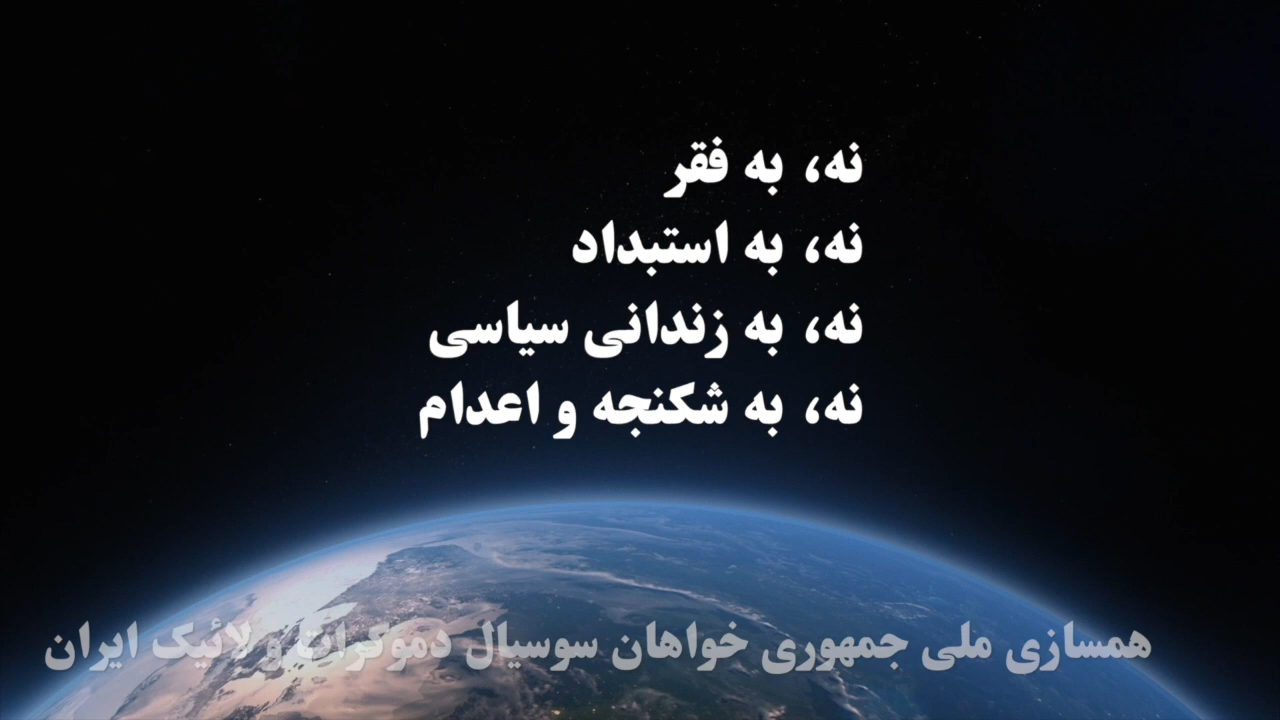 نه، به فقر
نه، به استبداد
نه، به زندانی سیاسی
نه، به شکنجه و اعدام
همسازی ملی جمهوری خواهان سوسیال دموکرات و لائیک ایران